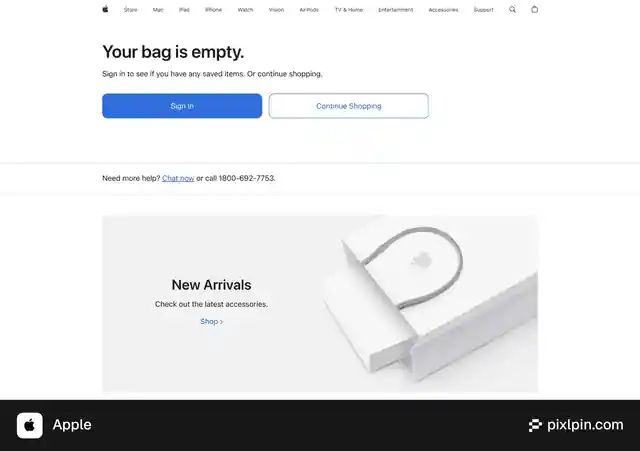 Store Mac iPad iPhone Watch Vision AirPods TV & Home Entertainment Accessories Support
Your bag is empty.
Sign in to see if you have any saved items. Or continue shopping.
Sign In Continue Shopping
Need more help? Chat now or call 1800-692-7753.
New Arrivals
Check out the latest accessories.
Shop >
Apple pixlpin.com